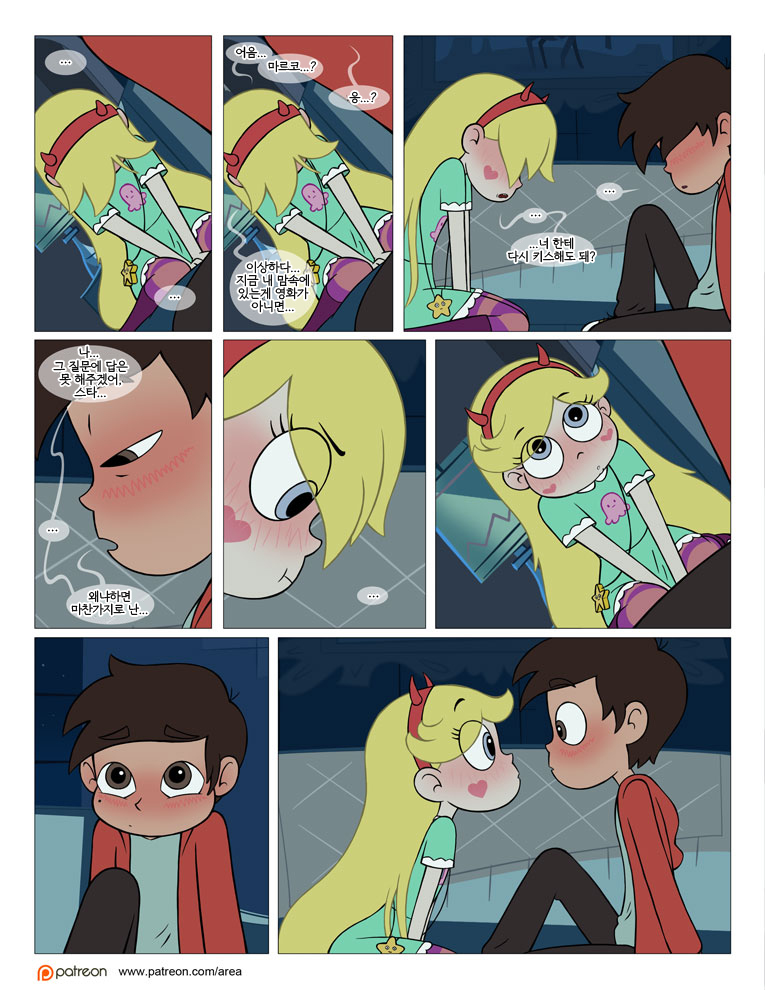 ...
...
어음...
마르코...?
.응...?
이상하다...
지금 내 맘속에
있는게 영화가
아니면...
...
...
...너 한테
다시 키스해도 돼?
나...
그 질문에 답은
못 해주겠어,
스타...
...
왜냐하면
마찬가지로 난...
...
patreon www.patreon.com/area